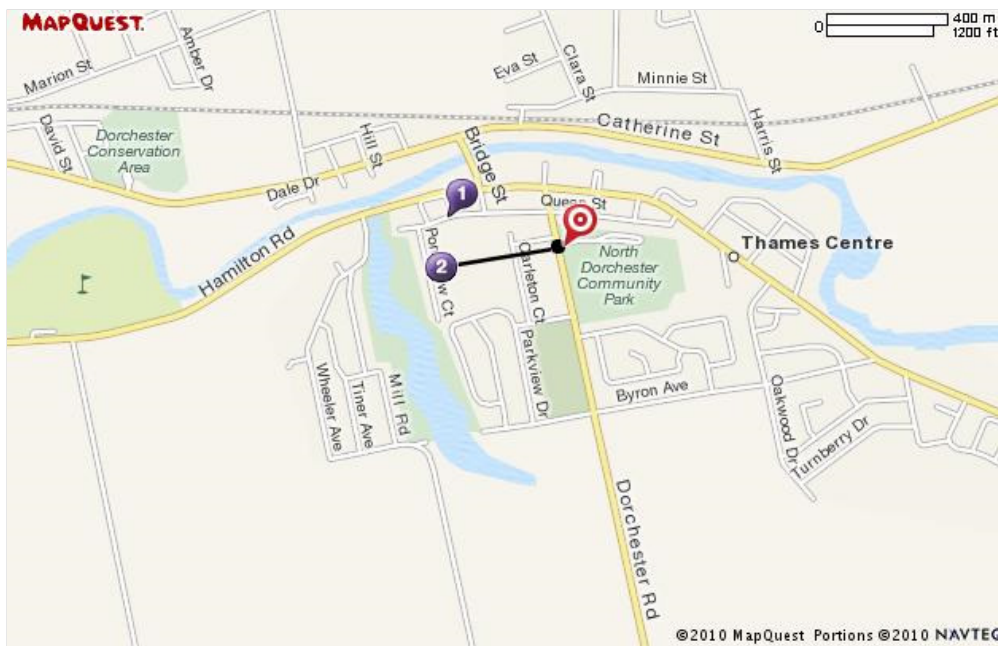 MAPQUEST.
0
400 m
1200 ft
Amber Dr
Marion St
Clara St
Eva St
Minnie St
Harris St
Catherine St
David St
Dorchester
Conservation
Area
Hill St
Bridge St
Dale Dr
1
Queen St
Hamilton Rd
2
Carleton Ct
North
Dorchester
Community
Park
Thames Centre
Parkview Dr
Wheeler Ave
Tiner Ave
Mill Rd
Byron Ave
Oakwood Dr
Turnberry Dr
Dorchester Rd
©2010 MapQuest Portions ©2010 NAVTEQ